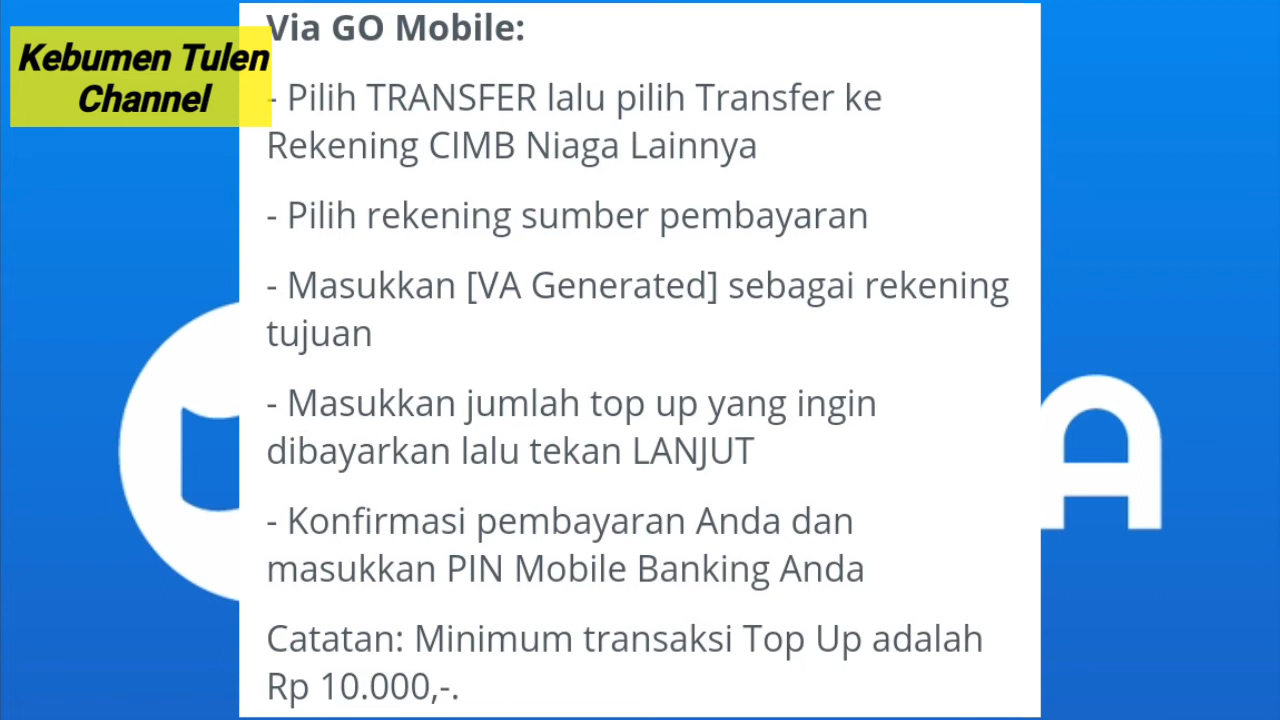 Kebumen Tulen
Channel
Via GO Mobile:
- Pilih TRANSFER lalu pilih Transfer ke
Rekening CIMB Niaga Lainnya
- Pilih rekening sumber pembayaran
- Masukkan [VA Generated] sebagai rekening
tujuan
- Masukkan jumlah top up yang ingin
dibayarkan lalu tekan LANJUT
- Konfirmasi pembayaran Anda dan
masukkan PIN Mobile Banking Anda
Catatan: Minimum transaksi Top Up adalah
Rp 10.000,-.
A